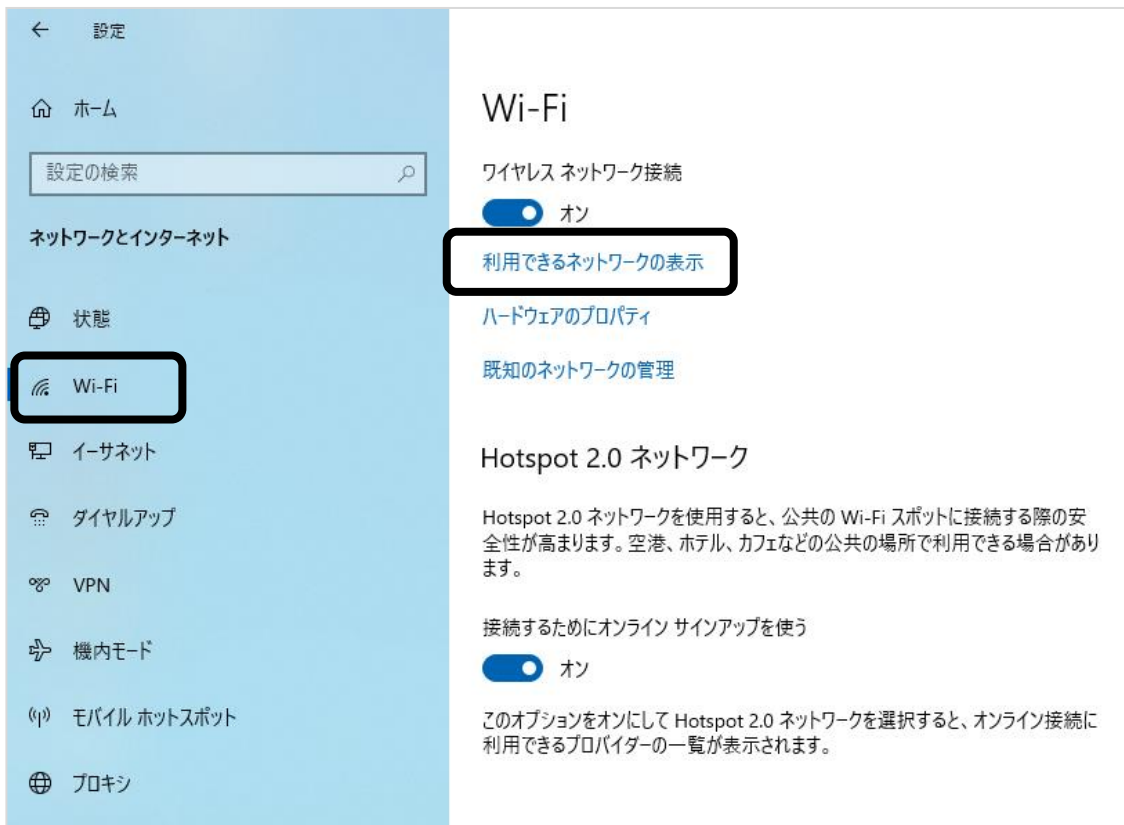 設定
ホーム
設定の検索
ネットワークとインターネット
状態
Wi-Fi
イーサネット
ダイヤルアップ
VPN
機内モード
モバイル ホットスポット
プロキシ
Wi-Fi
ワイヤレス ネットワーク接続
オン
利用できるネットワークの表示
ハードウェアのプロパティ
既知のネットワークの管理
Hotspot 2.0 ネットワーク
Hotspot 2.0 ネットワークを使用すると、公共の Wi-Fi スポットに接続する際の安
全性が高まります。空港、ホテル、カフェなどの公共の場所で利用できる場合があり
ます。
接続するためにオンライン サインアップを使う
オン
このオプションをオンにして Hotspot 2.0 ネットワークを選択すると、オンライン接続に
利用できるプロバイダーの一覧が表示されます。